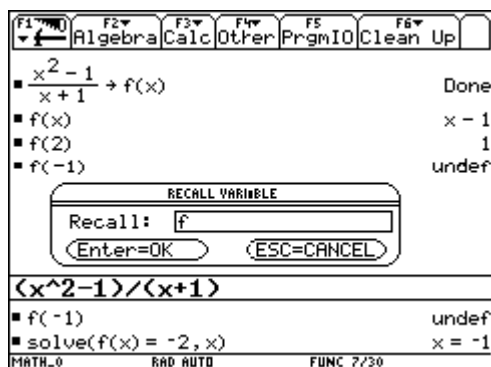 F1 F2 F3 F4 F5 F6
Algebra Calc Other PrgmIO Clean Up
x² - 1
x + 1 → f(x) Done
f(x) x - 1
f(2) 1
f(-1) undef
RECALL VARIABLE
Recall: f
Enter=OK ESC=CANCEL
(x^2-1)/(x+1)
f(-1) undef
solve(f(x) = -2, x) x = -1
MATH_0 RAD AUTO FUNC 7/30